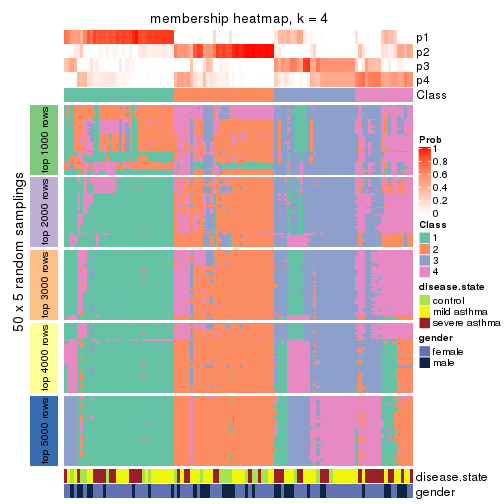 membership heatmap, k = 4
p1
p2
p3
p4
Class
50 x 5 random samplings
top 1000 rows
top 2000 rows
top 3000 rows
top 4000 rows
top 5000 rows
disease.state
gender
Prob
1
0.8
0.6
0.4
0.2
0
Class
1
2
3
4
disease.state
control
mild asthma
severe asthma
gender
female
male